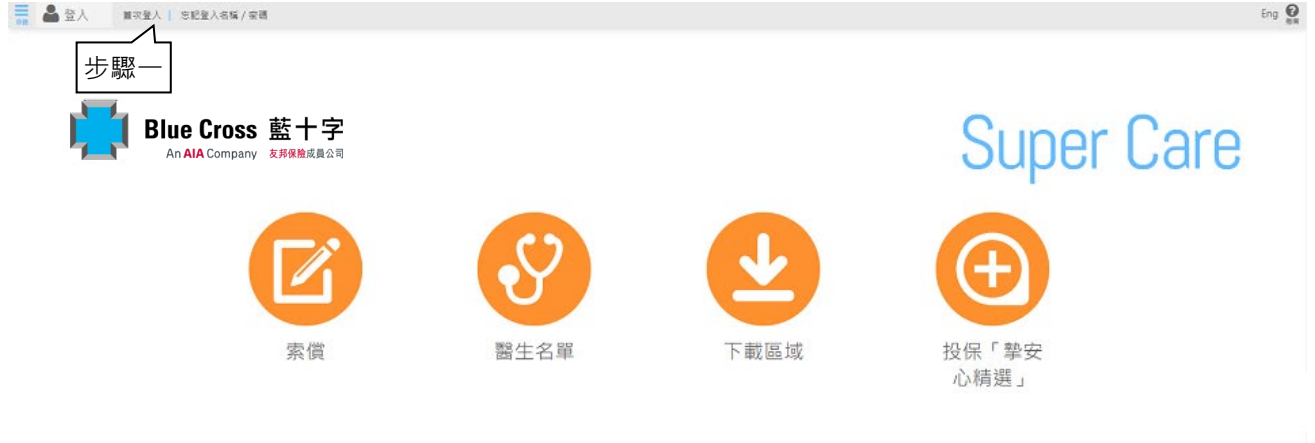 登入 首次登入 | 忘記登入名稱 / 密碼 Eng
步驟一
Blue Cross 藍十字
An AIA Company 友邦保險成員公司
Super Care
索償 醫生名單 下載區域 投保「摯安
心精選」